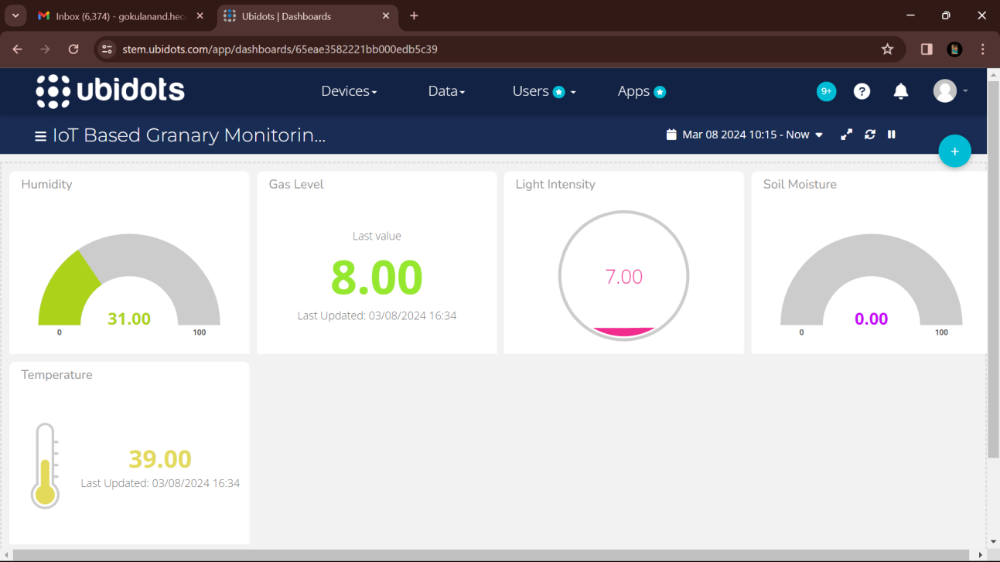 Inbox (6,374) - gokulanand.hec
Ubidots | Dashboards
stem.ubidots.com/app/dashboards/65eae3582221bb000edb5c39
ubidots
Devices
Data
Users
Apps
9+
?
IoT Based Granary Monitorin...
Mar 08 2024 10:15 - Now
+
Humidity
31.00
0
100
Gas Level
Last value
8.00
Last Updated: 03/08/2024 16:34
Light Intensity
7.00
Soil Moisture
0.00
0
100
Temperature
39.00
Last Updated: 03/08/2024 16:34